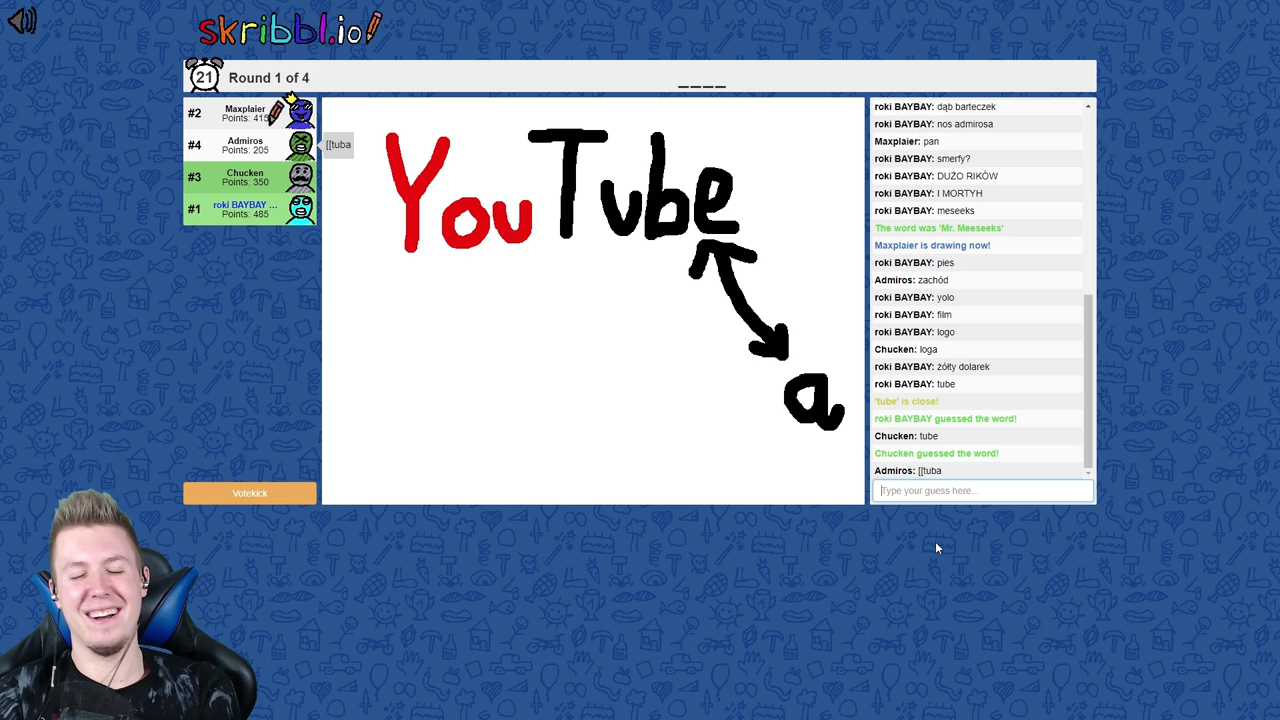 skribbl.io
21 Round 1 of 4 ____
#2 Maxplaier Points: 415
#4 Admiros Points: 205
[[tuba
#3 Chucken Points: 350
#1 roki BAYBAY ... Points: 485
Votekick
YouTube
a
roki BAYBAY: dąb barteczek
roki BAYBAY: nos admirosa
Maxplaier: pan
roki BAYBAY: smerfy?
roki BAYBAY: DUŻO RIKÓW
roki BAYBAY: I MORTYH
roki BAYBAY: meseeks
The word was 'Mr. Meeseeks'
Maxplaier is drawing now!
roki BAYBAY: pies
Admiros: zachód
roki BAYBAY: yolo
roki BAYBAY: film
roki BAYBAY: logo
Chucken: loga
roki BAYBAY: żółty dolarek
roki BAYBAY: tube
'tube' is close!
roki BAYBAY guessed the word!
Chucken: tube
Chucken guessed the word!
Admiros: [[tuba
Type your guess here...